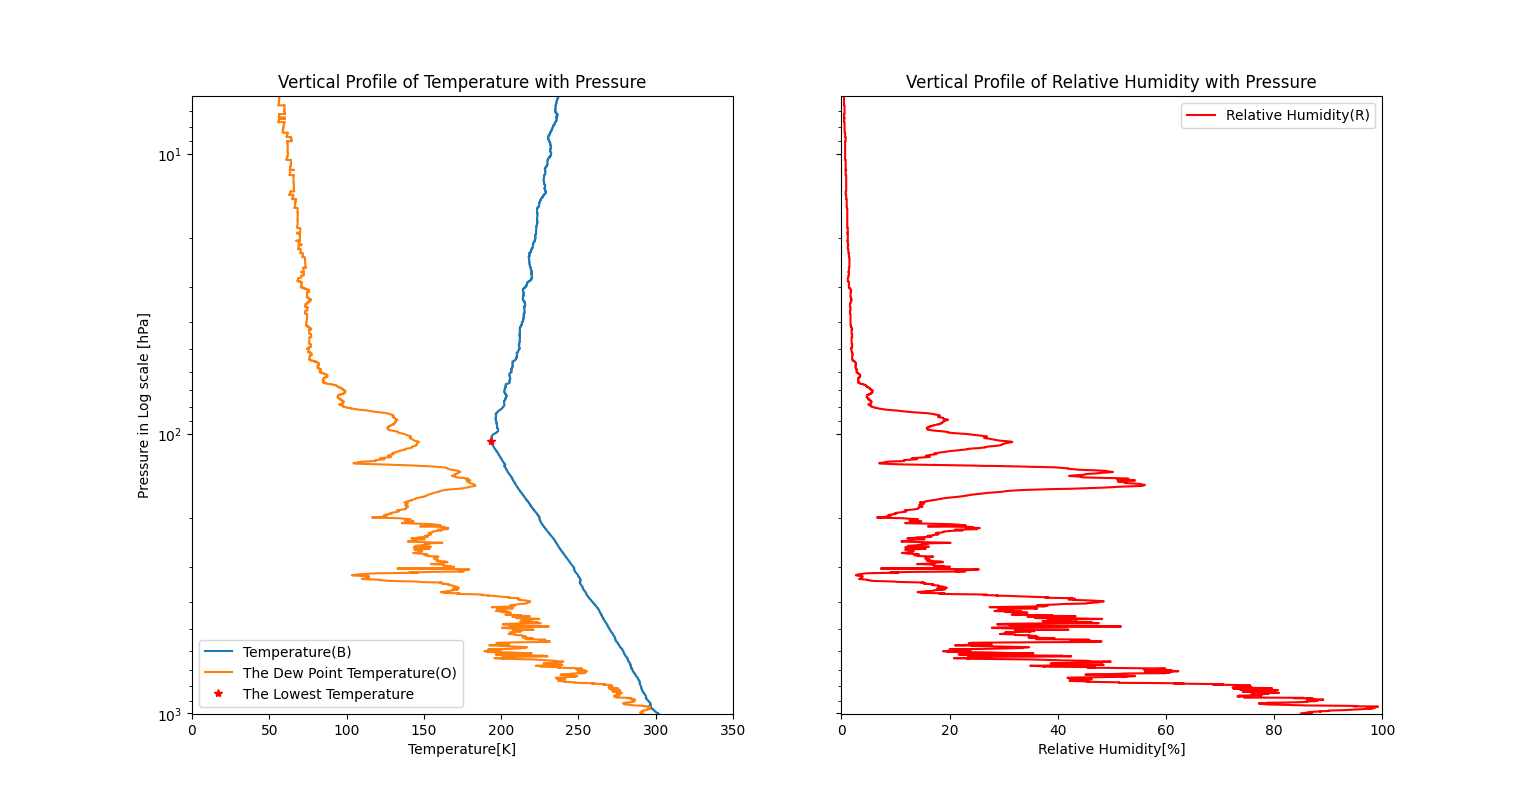 Vertical Profile of Temperature with Pressure
Pressure in Log scale [hPa]
10¹
10²
10³
Temperature(B)
The Dew Point Temperature(O)
The Lowest Temperature
0 50 100 150 200 250 300 350
Temperature[K]
Vertical Profile of Relative Humidity with Pressure
Relative Humidity(R)
0 20 40 60 80 100
Relative Humidity[%]